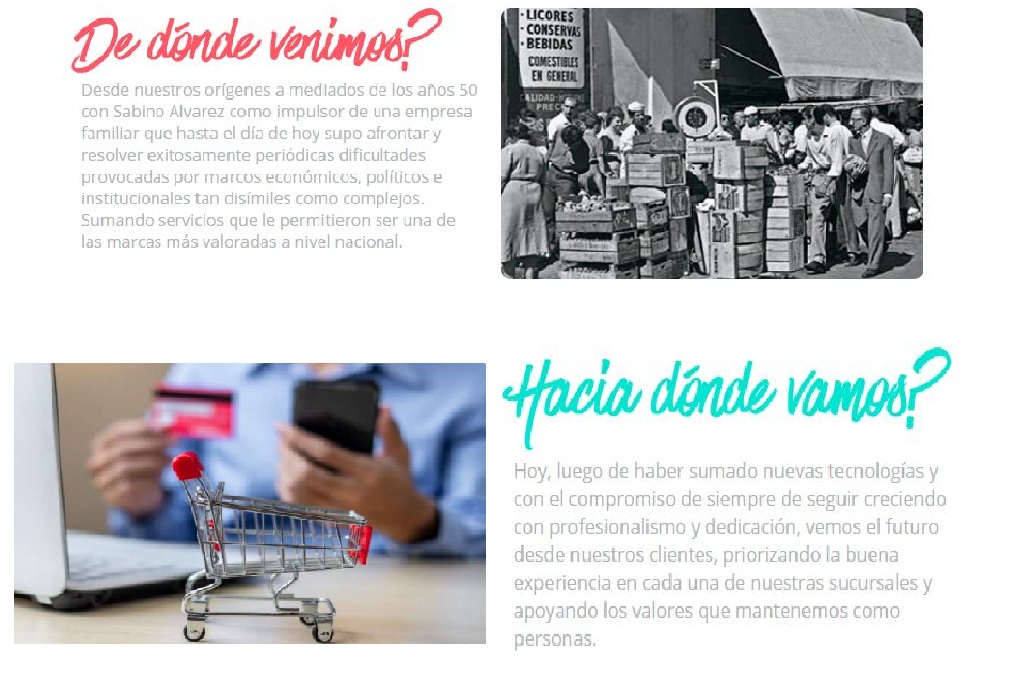 De dónde venimos?
Desde nuestros orígenes a mediados de los años 50
con Sabino Alvarez como impulsor de una empresa
familiar que hasta el día de hoy supo afrontar y
resolver exitosamente periódicas dificultades
provocadas por marcos económicos, políticos e
institucionales tan disímiles como complejos.
Sumando servicios que le permitieron ser una de
las marcas más valoradas a nivel nacional.
· LICORES
· CONSERVAS
· BEBIDAS
COMESTIBLES
EN GENERAL
CALIDAD
PREC
Hacia dónde vamos?
Hoy, luego de haber sumado nuevas tecnologías y
con el compromiso de siempre de seguir creciendo
con profesionalismo y dedicación, vemos el futuro
desde nuestros clientes, priorizando la buena
experiencia en cada una de nuestras sucursales y
apoyando los valores que mantenemos como
personas.